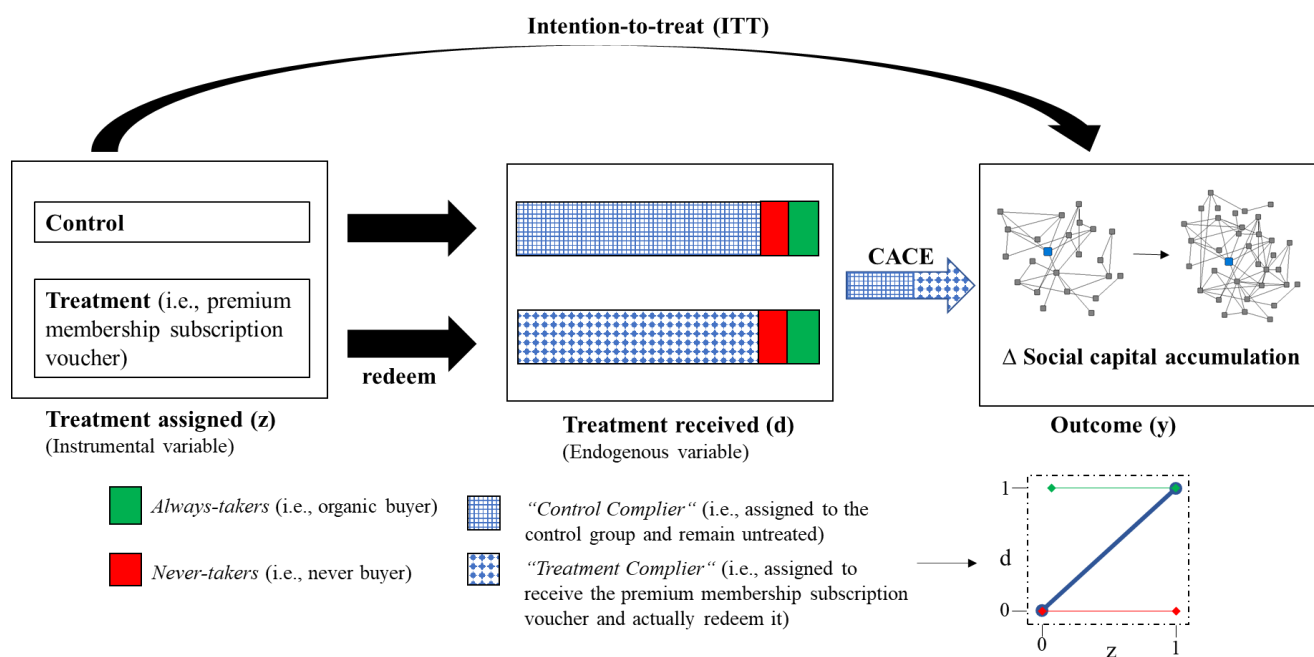 Intention-to-treat (ITT)
Control
Treatment (i.e., premium
membership subscription
voucher)
redeem
CACE
Δ Social capital accumulation
Treatment assigned (z)
(Instrumental variable)
Treatment received (d)
(Endogenous variable)
Outcome (y)
Always-takers (i.e., organic buyer)
Never-takers (i.e., never buyer)
“Control Complier“ (i.e., assigned to the
control group and remain untreated)
“Treatment Complier“ (i.e., assigned to
receive the premium membership subscription
voucher and actually redeem it)
1
d
0
0
1
z